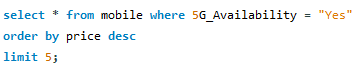 select * from mobile where 5G_Availability = "Yes"
order by price desc
limit 5;